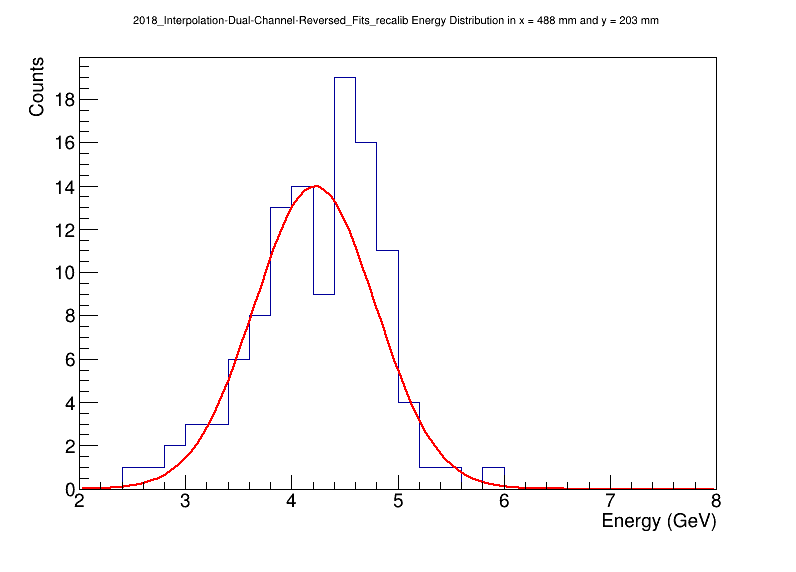 2018_Interpolation-Dual-Channel-Reversed_Fits_recalib Energy Distribution in x = 488 mm and y = 203 mm
Counts
18
16
14
12
10
8
6
4
2
0
2 3 4 5 6 7 8
Energy (GeV)